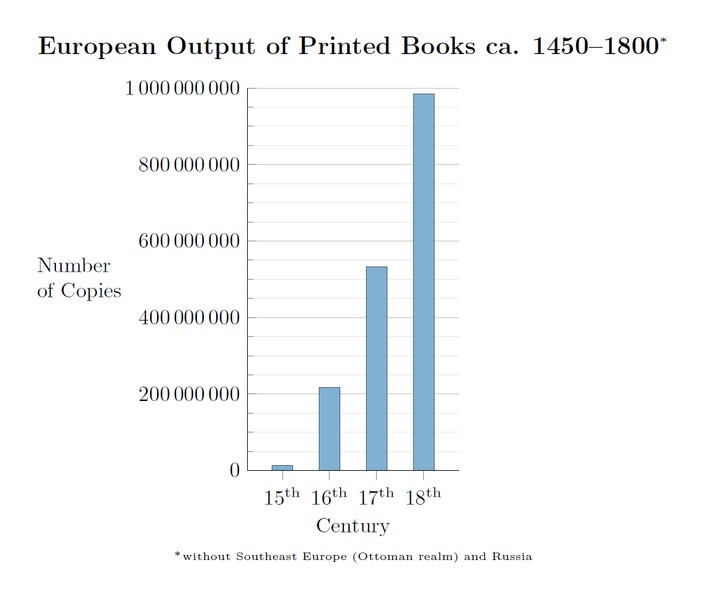 European Output of Printed Books ca. 1450–1800*
1 000 000 000
800 000 000
600 000 000
Number
of Copies
400 000 000
200 000 000
0
15th 16th 17th 18th
Century
*without Southeast Europe (Ottoman realm) and Russia